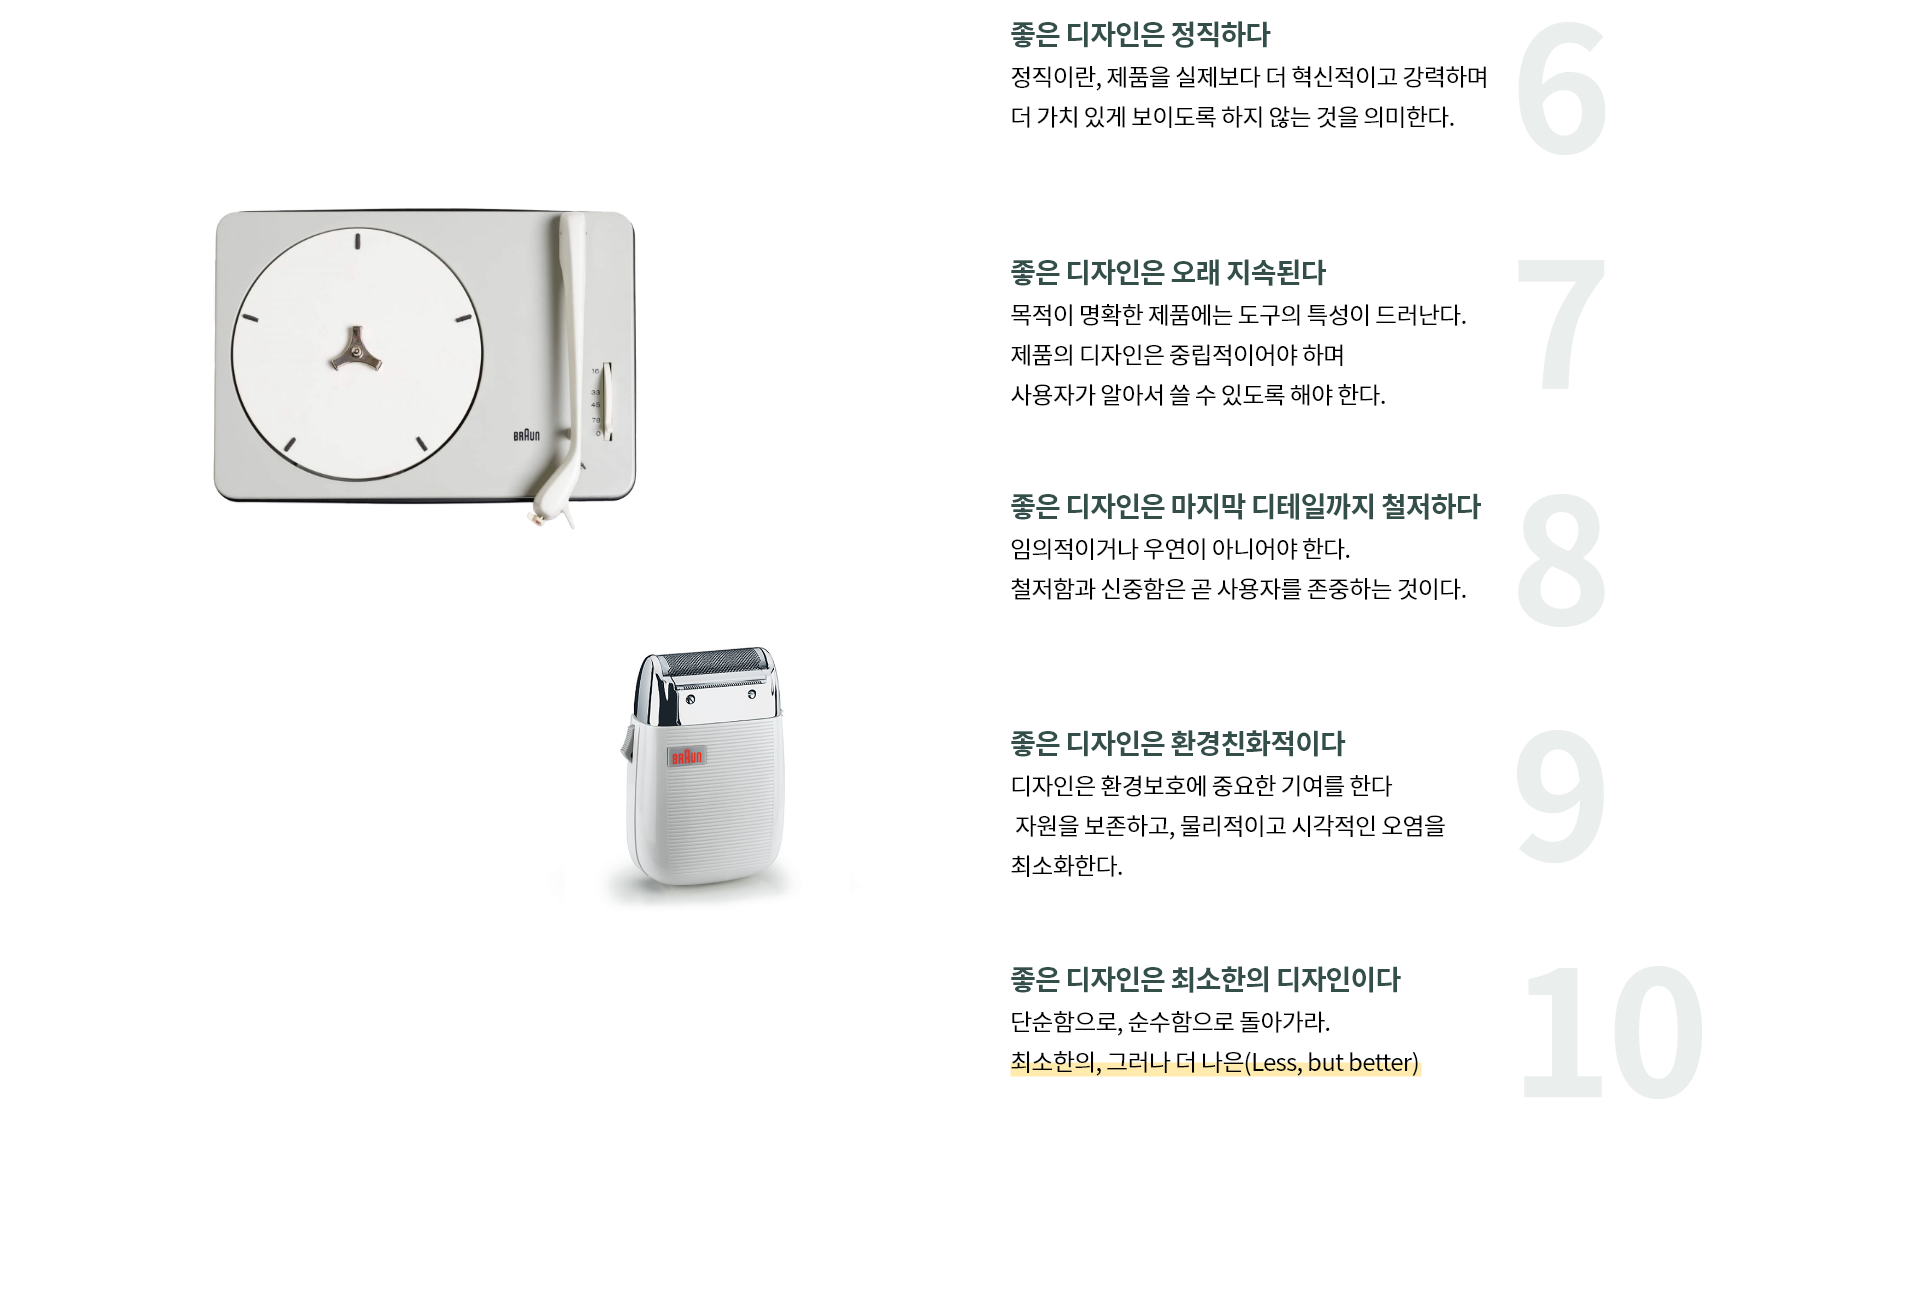 좋은 디자인은 정직하다
정직이란, 제품을 실제보다 더 혁신적이고 강력하며
더 가치 있게 보이도록 하지 않는 것을 의미한다.
6
좋은 디자인은 오래 지속된다
목적이 명확한 제품에는 도구의 특성이 드러난다.
제품의 디자인은 중립적이어야 하며
사용자가 알아서 쓸 수 있도록 해야 한다.
7
16
33
45
78
0
BRAUN
좋은 디자인은 마지막 디테일까지 철저하다
임의적이거나 우연이 아니어야 한다.
철저함과 신중함은 곧 사용자를 존중하는 것이다.
8
BRAUN
좋은 디자인은 환경친화적이다
디자인은 환경보호에 중요한 기여를 한다
자원을 보존하고, 물리적이고 시각적인 오염을
최소화한다.
9
좋은 디자인은 최소한의 디자인이다
단순함으로, 순수함으로 돌아가라.
최소한의, 그러나 더 나은(Less, but better)
10